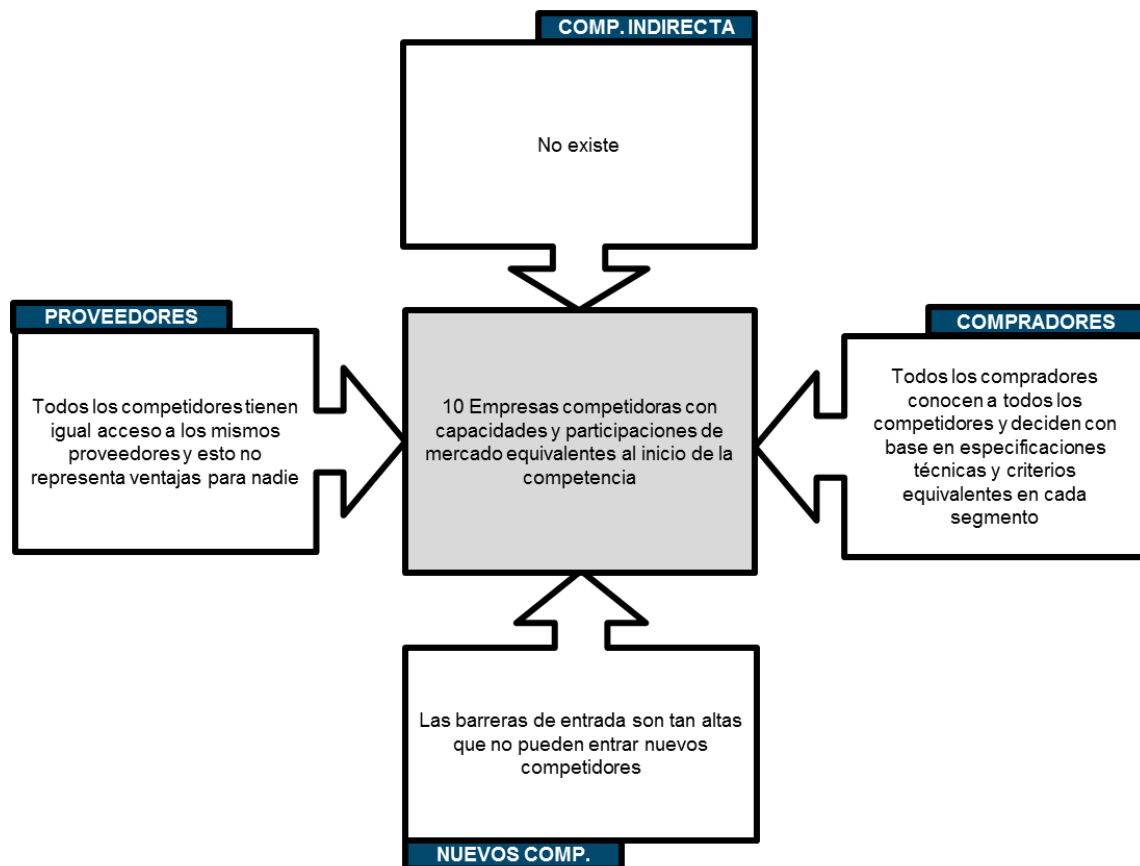 COMP. INDIRECTA
No existe
PROVEEDORES
Todos los competidores tienen
igual acceso a los mismos
proveedores y esto no
representa ventajas para nadie
10 Empresas competidoras con
capacidades y participaciones de
mercado equivalentes al inicio de la
competencia
COMPRADORES
Todos los compradores
conocen a todos los
competidores y deciden con
base en especificaciones
técnicas y criterios
equivalentes en cada
segmento
Las barreras de entrada son tan altas
que no pueden entrar nuevos
competidores
NUEVOS COMP.